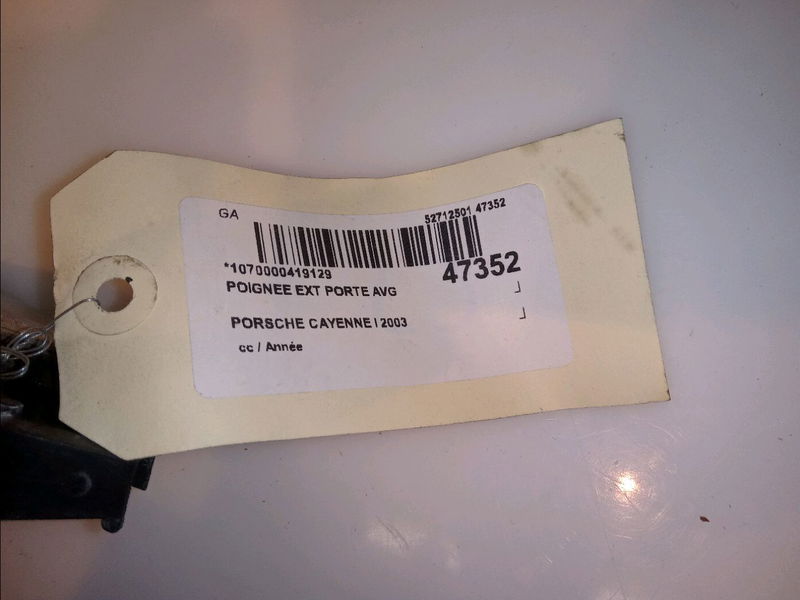 GA 52712501 47352
*1070000419129 47352
POIGNEE EXT PORTE AVG
PORSCHE CAYENNE I 2003
cc / Année